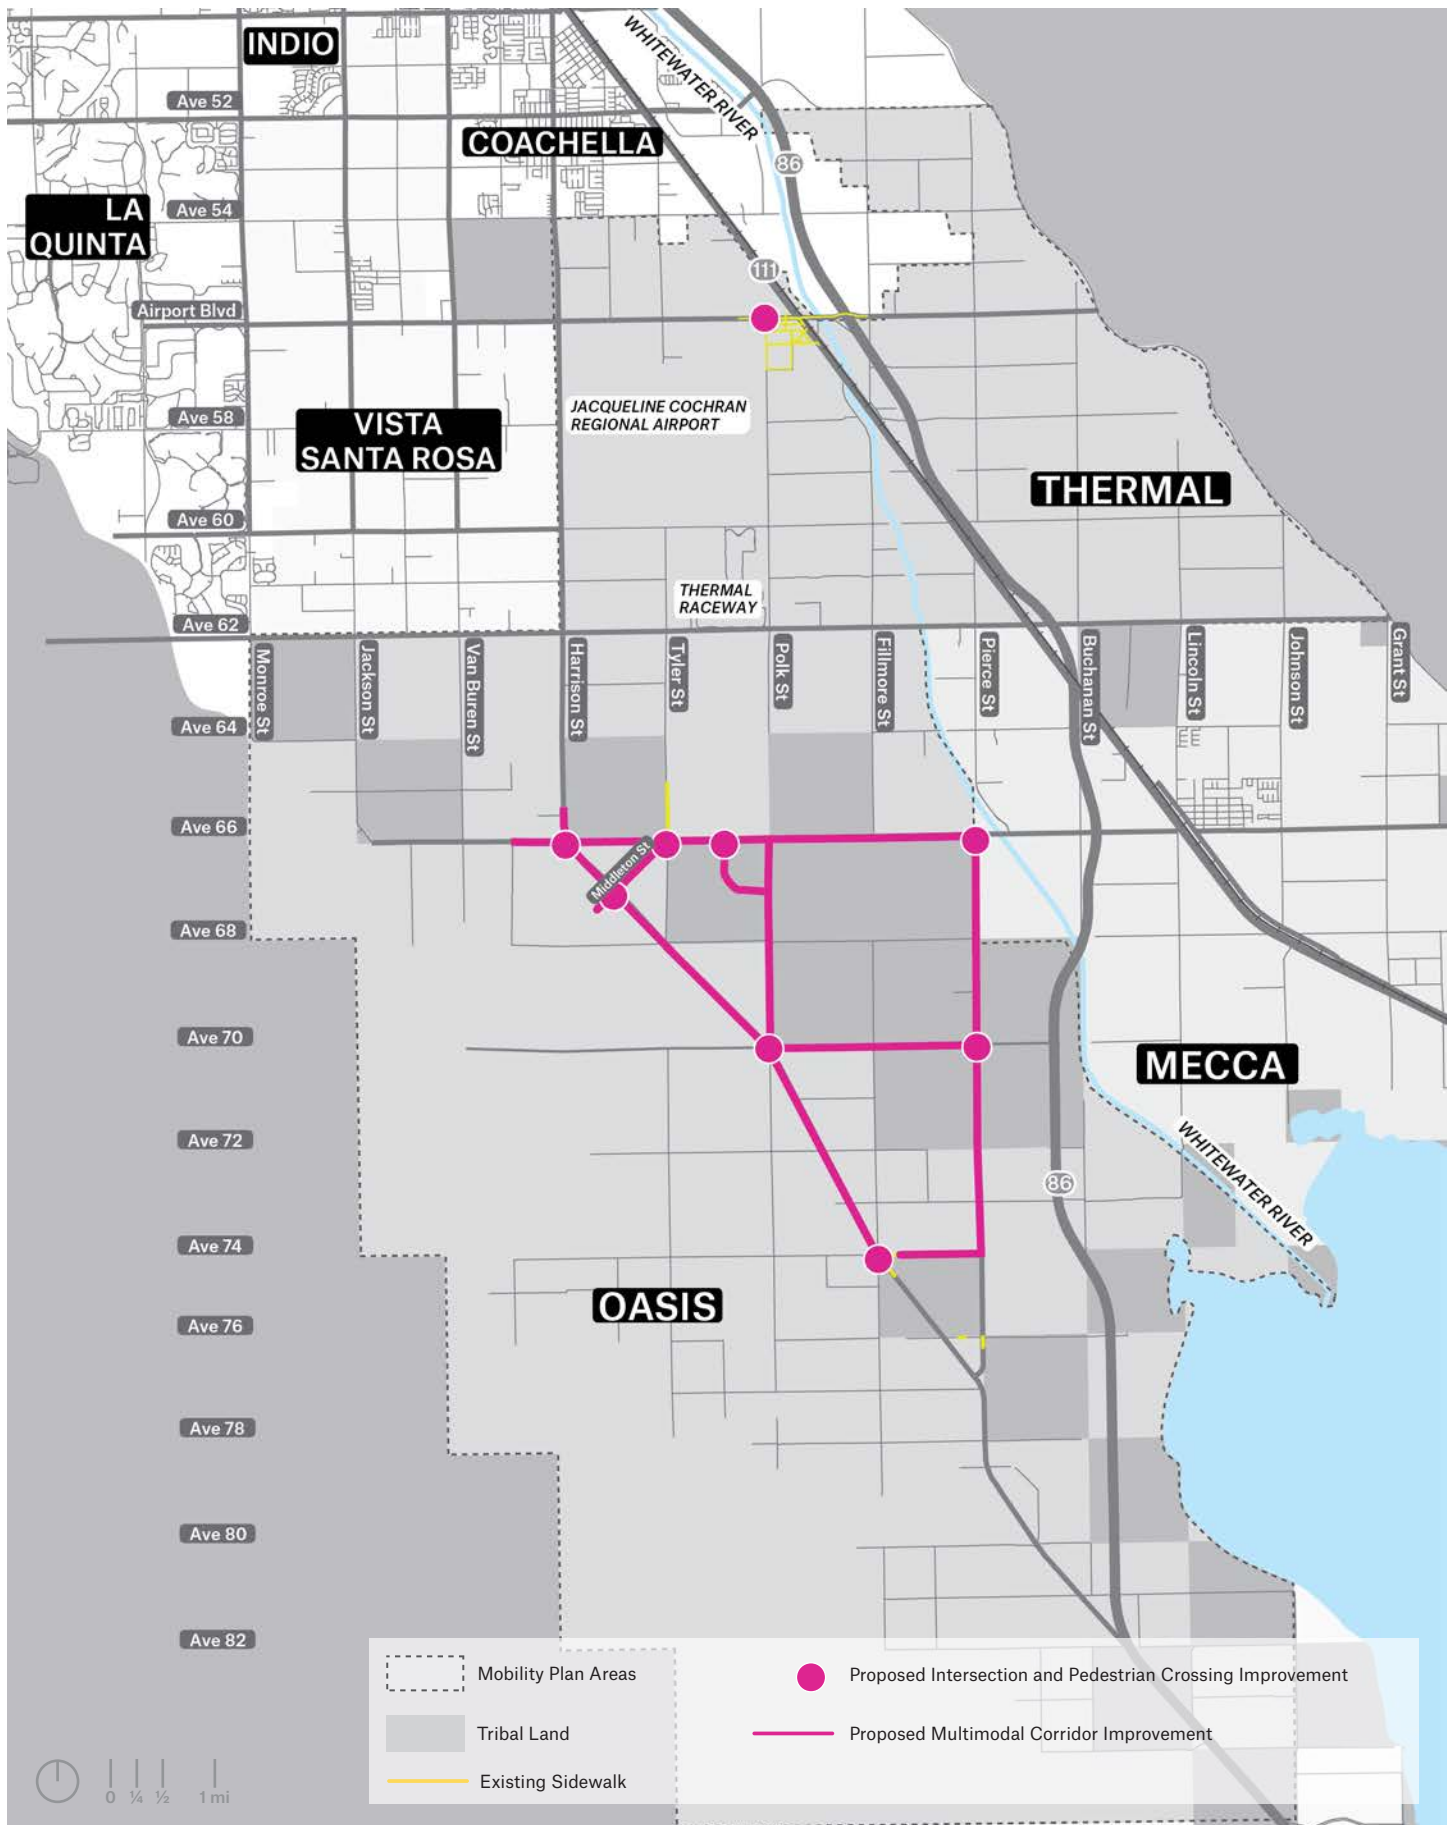 INDIO
WHITEWATER RIVER
Ave 52
COACHELLA
86
LA
QUINTA
Ave 54
111
Airport Blvd
JACQUELINE COCHRAN
REGIONAL AIRPORT
Ave 58
VISTA
SANTA ROSA
THERMAL
Ave 60
THERMAL
RACEWAY
Ave 62
Monroe St
Jackson St
Van Buren St
Harrison St
Tyler St
Polk St
Fillmore St
Pierce St
Buchanan St
Lincoln St
Johnson St
Grant St
Ave 64
Ave 66
Middleton St
Ave 68
Ave 70
MECCA
Ave 72
WHITEWATER RIVER
86
Ave 74
OASIS
Ave 76
Ave 78
Ave 80
Ave 82
Mobility Plan Areas
Proposed Intersection and Pedestrian Crossing Improvement
Tribal Land
Proposed Multimodal Corridor Improvement
Existing Sidewalk
0 ¼ ½ 1 mi